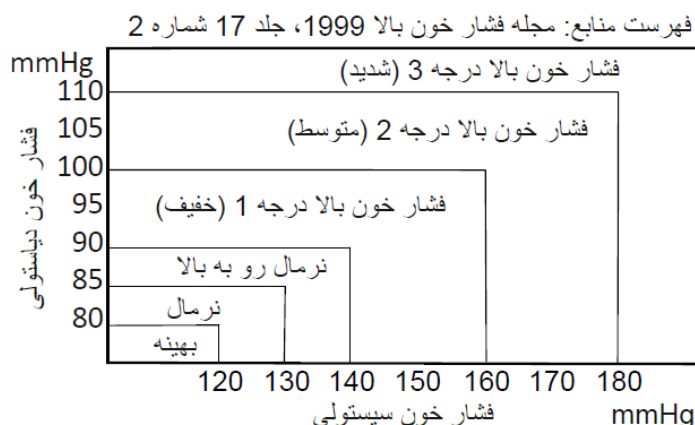 فهرست منابع: مجله فشار خون بالا 1999، جلد 17 شماره 2
mmHg
فشار خون بالا درجه 3 (شدید)
110
فشار خون بالا درجه 2 (متوسط)
105
100
فشار خون بالا درجه 1 (خفیف)
95
90
نرمال رو به بالا
85
نرمال
80
بهینه
فشار خون دیاستولی
120 130 140 150 160 170 180
فشار خون سیستولی
mmHg